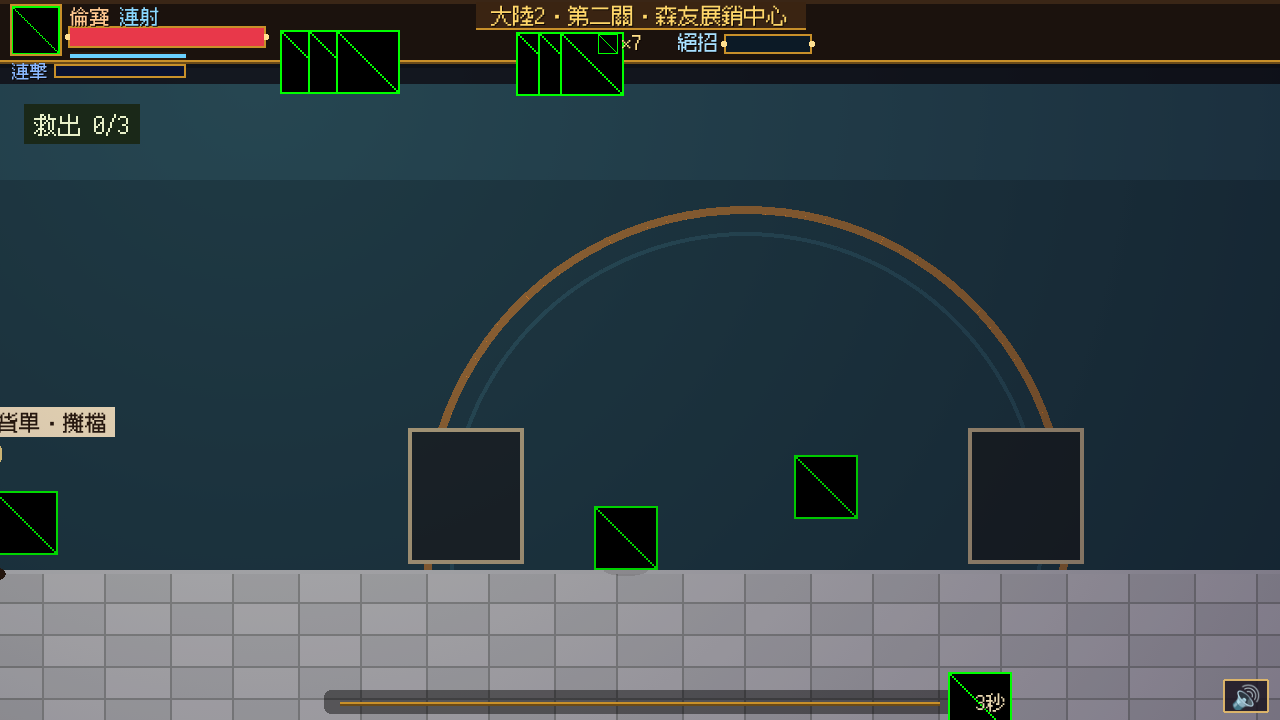 倫寶 連射
大陸2・第二關・森友展銷中心
×7
絕招
連擊
救出 0/3
貨單・攤檔
3秒